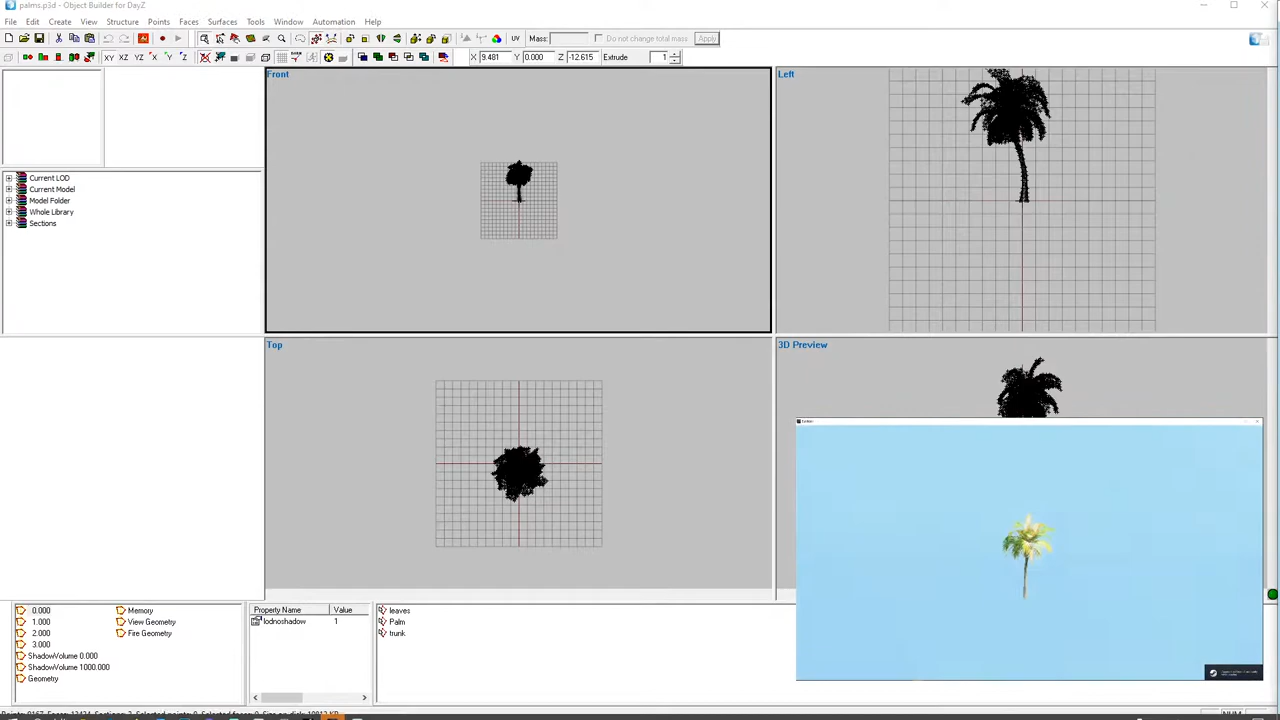 palms.p3d - Object Builder for DayZ
File Edit Create View Structure Points Faces Surfaces Tools Window Automation Help
UV Mass: Do not change total mass Apply
XY XZ YZ X Y Z X 9.481 Y 0.000 Z -12.615 Extrude 1
Front
Left
Current LOD
Current Model
Model Folder
Whole Library
Sections
Top
3D Preview
0.000
1.000
2.000
3.000
ShadowVolume 0.000
ShadowVolume 1000.000
Geometry
Memory
View Geometry
Fire Geometry
Property Name Value
lodnoshadow 1
leaves
Palm
trunk